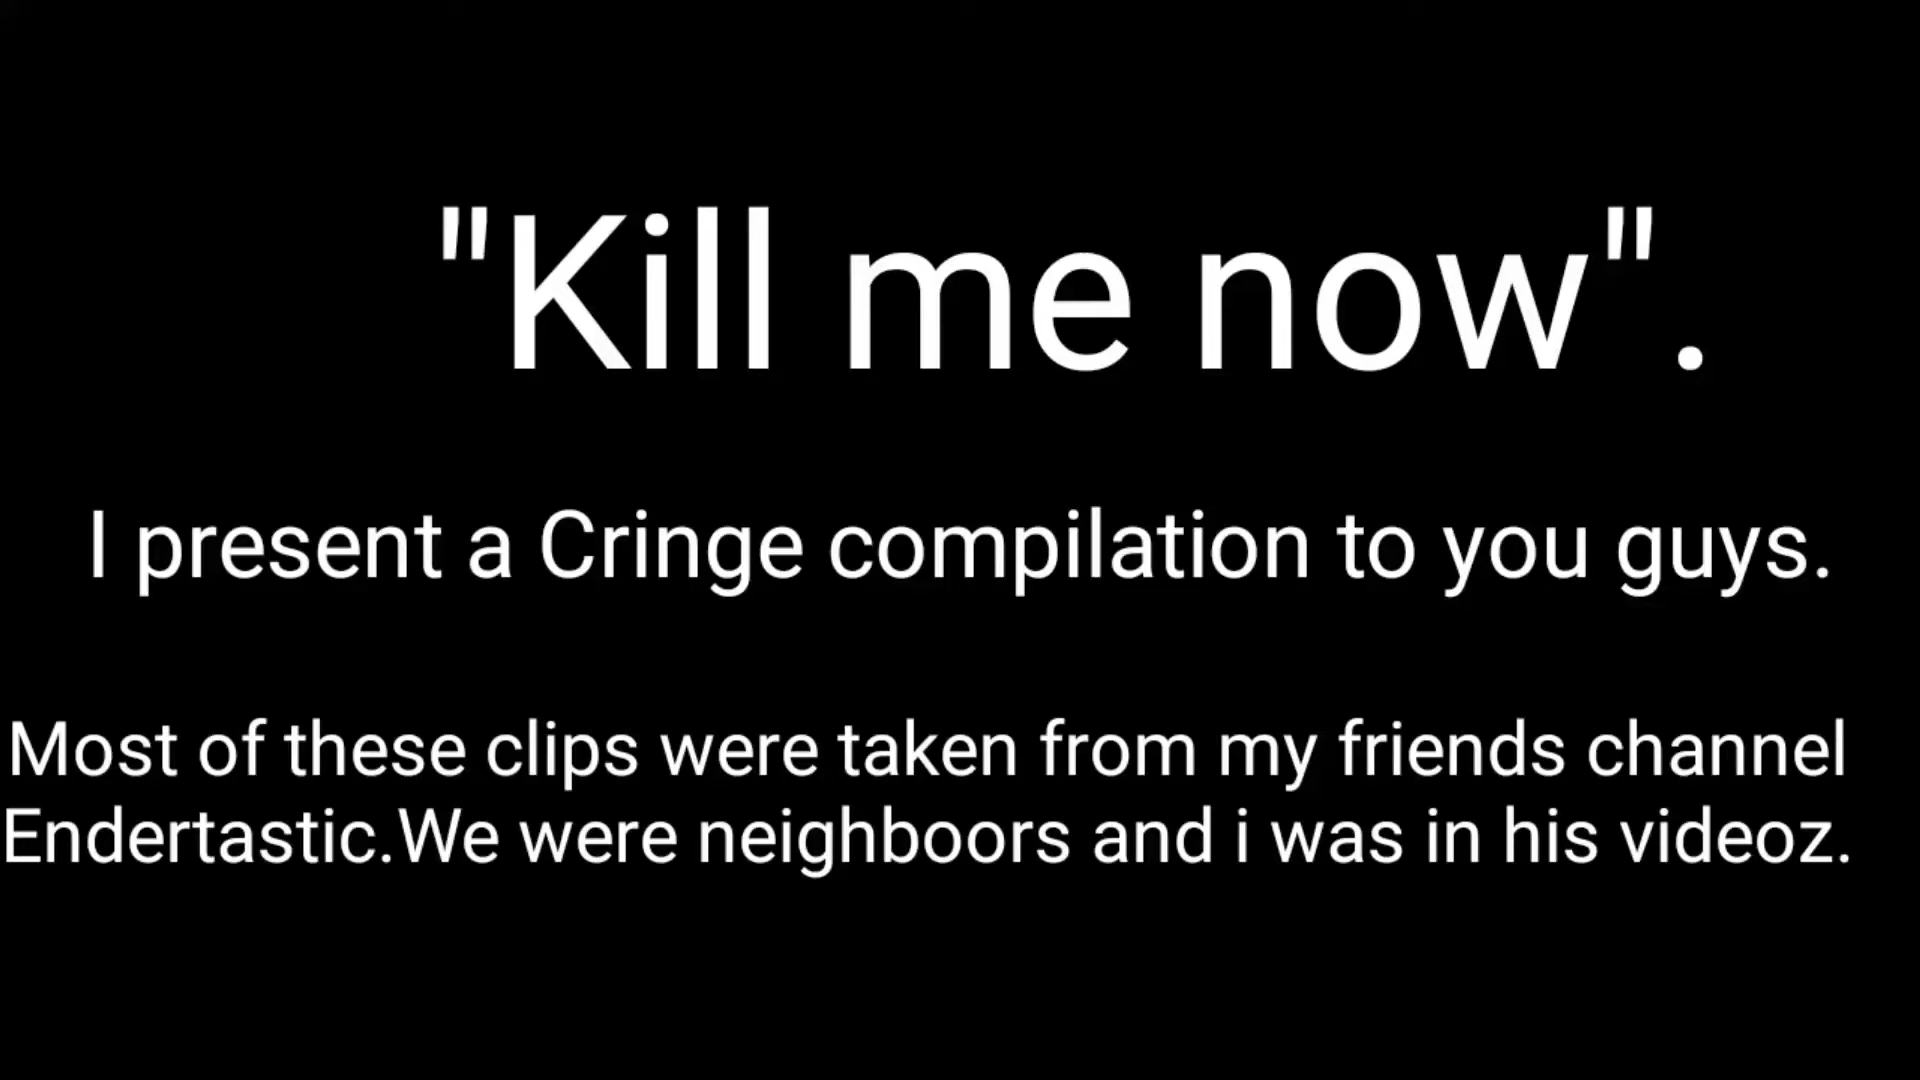 "Kill me now".
I present a Cringe compilation to you guys.
Most of these clips were taken from my friends channel
Endertastic.We were neighboors and i was in his videoz.